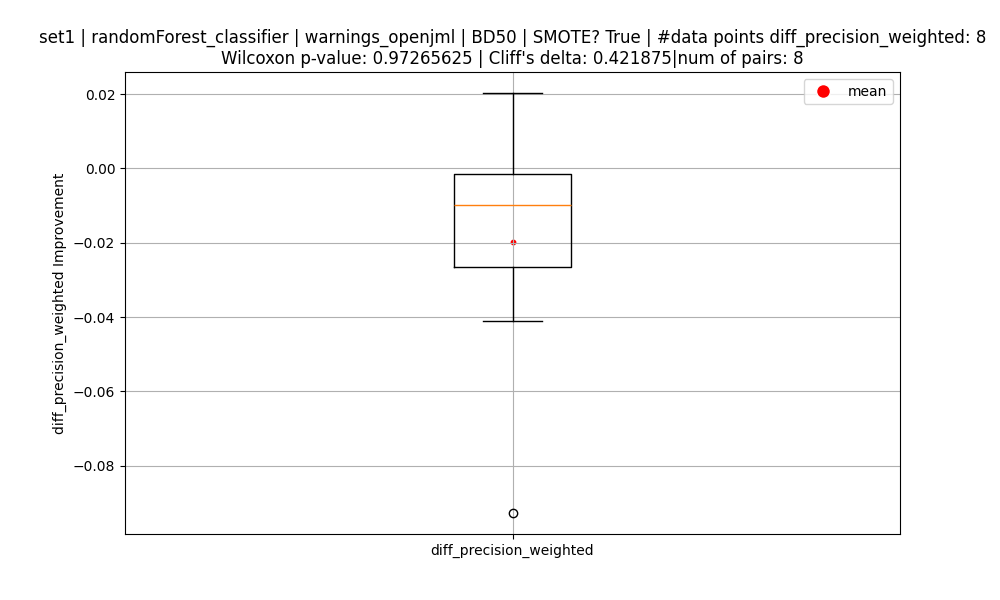 set1 | randomForest_classifier | warnings_openjml | BD50 | SMOTE? True | #data points diff_precision_weighted: 8
Wilcoxon p-value: 0.97265625 | Cliff's delta: 0.421875|num of pairs: 8
mean
0.02
0.00
−0.02
−0.04
−0.06
−0.08
diff_precision_weighted Improvement
diff_precision_weighted